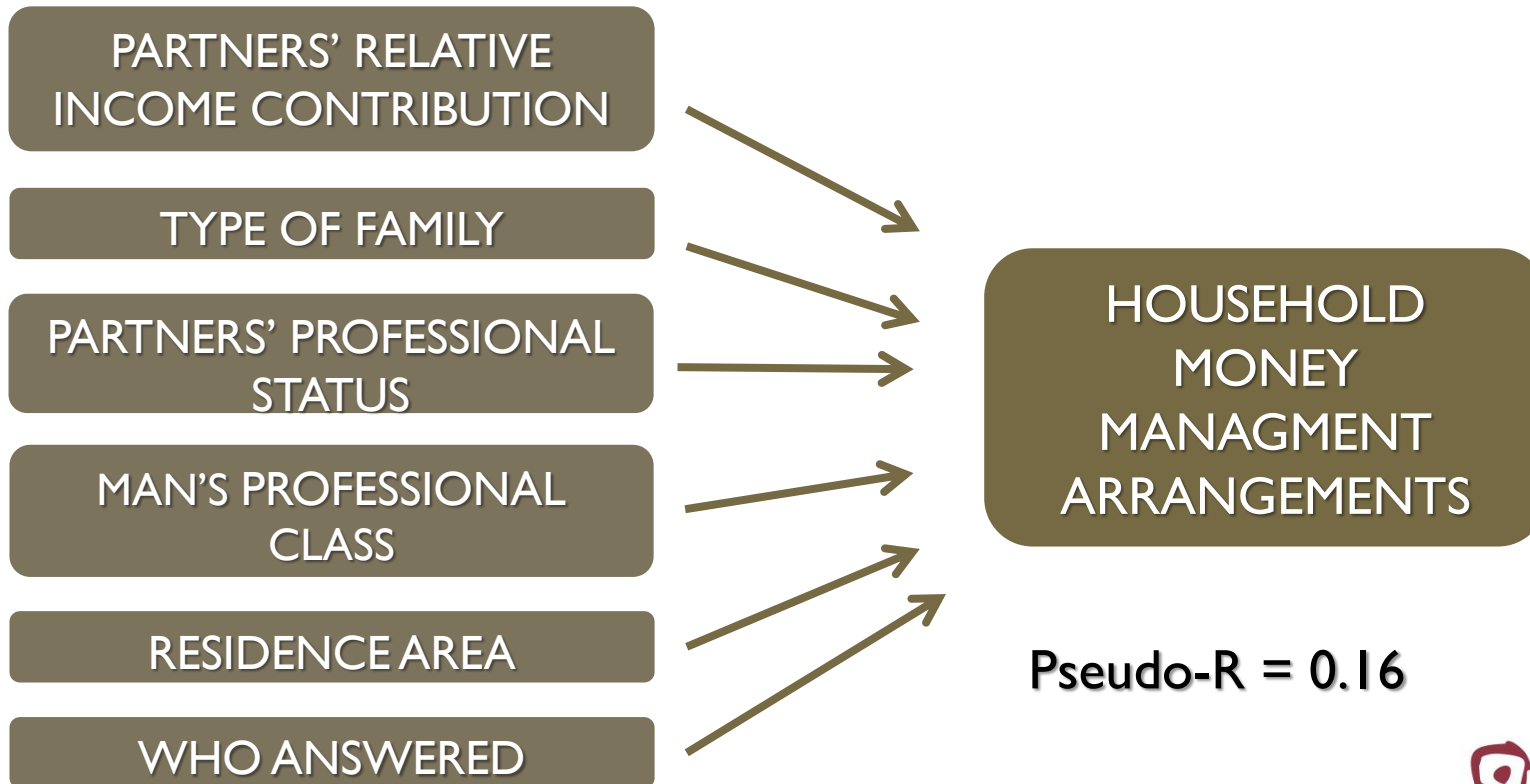 PARTNERS’ RELATIVE
INCOME CONTRIBUTION
TYPE OF FAMILY
PARTNERS’ PROFESSIONAL
STATUS
MAN’S PROFESSIONAL
CLASS
RESIDENCE AREA
WHO ANSWERED
HOUSEHOLD
MONEY
MANAGMENT
ARRANGEMENTS
Pseudo-R = 0.16